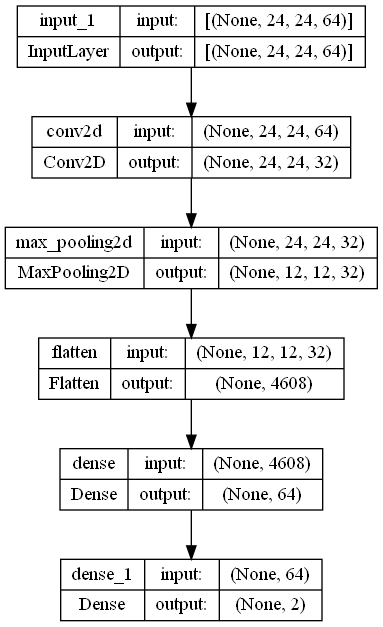 input_1 input: [(None, 24, 24, 64)]
InputLayer output: [(None, 24, 24, 64)]
conv2d input: (None, 24, 24, 64)
Conv2D output: (None, 24, 24, 32)
max_pooling2d input: (None, 24, 24, 32)
MaxPooling2D output: (None, 12, 12, 32)
flatten input: (None, 12, 12, 32)
Flatten output: (None, 4608)
dense input: (None, 4608)
Dense output: (None, 64)
dense_1 input: (None, 64)
Dense output: (None, 2)